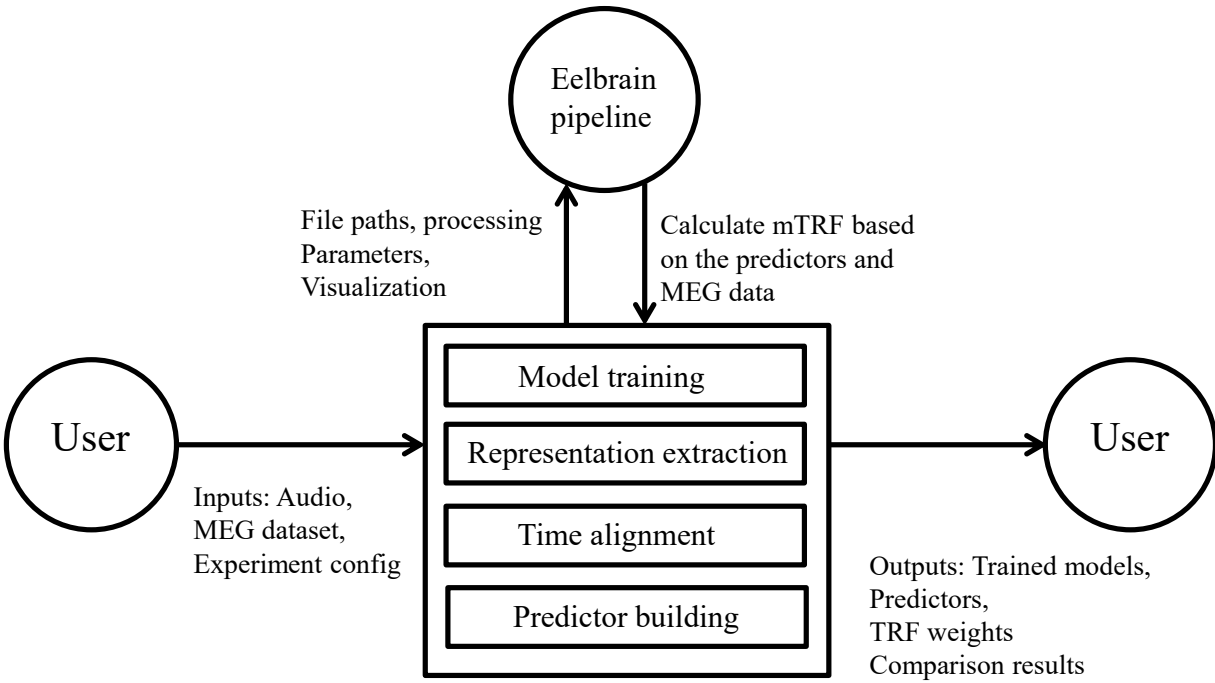 Eelbrain
pipeline
File paths, processing
Parameters,
Visualization
Calculate mTRF based
on the predictors and
MEG data
User
Inputs: Audio,
MEG dataset,
Experiment config
Model training
Representation extraction
Time alignment
Predictor building
User
Outputs: Trained models,
Predictors,
TRF weights
Comparison results